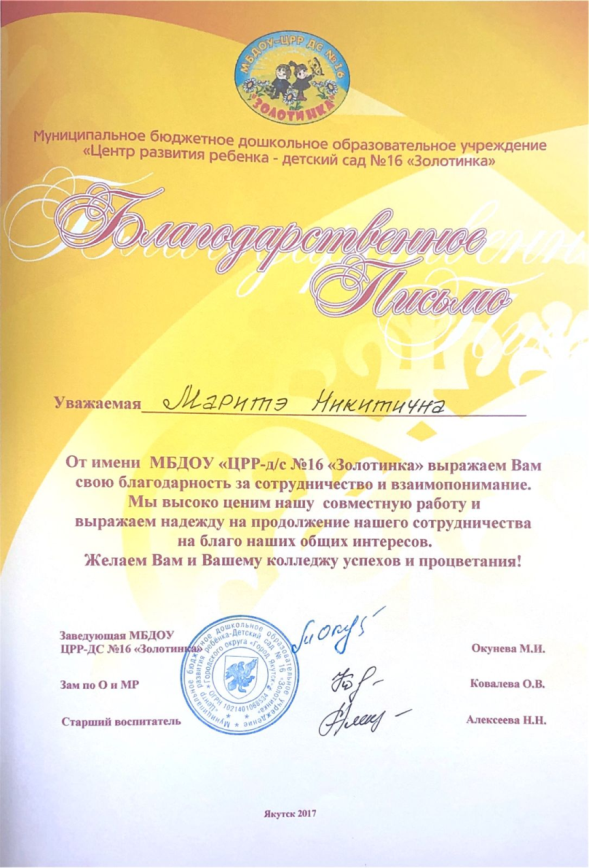 МБДОУ-ЦРР ДС №16
"ЗОЛОТИНКА"
Муниципальное бюджетное дошкольное образовательное учреждение
«Центр развития ребенка - детский сад №16 «Золотинка»
Благодарственное
Письмо
Уважаемая Маритэ Никитична
От имени МБДОУ «ЦРР-д/с №16 «Золотинка» выражаем Вам
свою благодарность за сотрудничество и взаимопонимание.
Мы высоко ценим нашу совместную работу и
выражаем надежду на продолжение нашего сотрудничества
на благо наших общих интересов.
Желаем Вам и Вашему колледжу успехов и процветания!
Заведующая МБДОУ
ЦРР-ДС №16 «Золотинка» Окунева М.И.
Зам по О и МР Ковалева О.В.
Старший воспитатель Алексеева Н.Н.
Якутск 2017